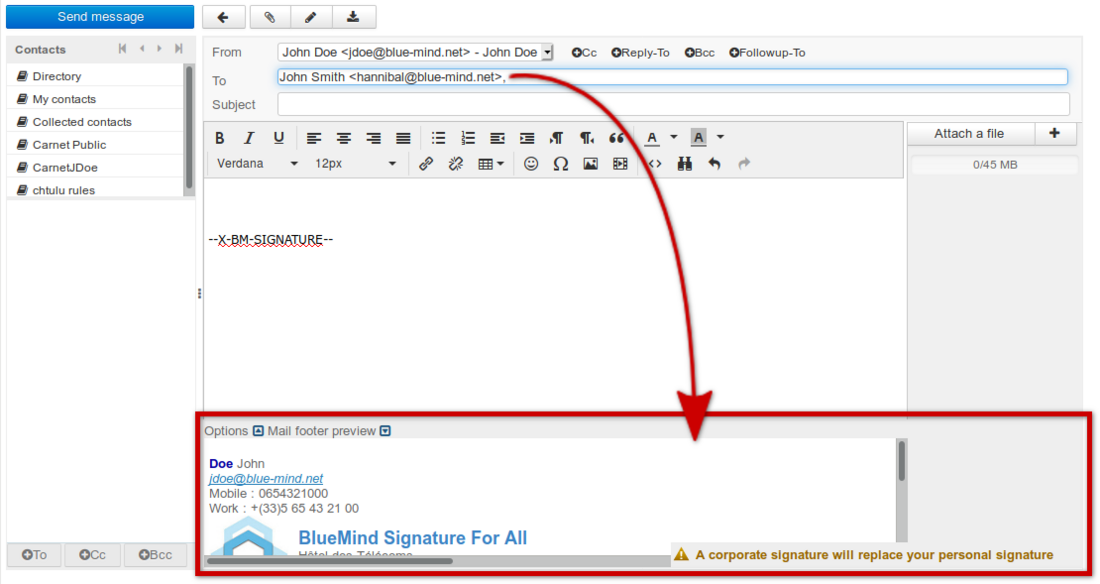 Send message
Contacts
Directory
My contacts
Collected contacts
Carnet Public
CarnetJDoe
chtulu rules
To Cc Bcc
From John Doe <jdoe@blue-mind.net> - John Doe Cc Reply-To Bcc Followup-To
To John Smith <hannibal@blue-mind.net>,
Subject
B I U A A
Verdana 12px
Attach a file +
0/45 MB
--X-BM-SIGNATURE--
Options Mail footer preview
Doe John
jdoe@blue-mind.net
Mobile : 0654321000
Work : +(33)5 65 43 21 00
BlueMind Signature For All
Hôtel des Télécoms
A corporate signature will replace your personal signature